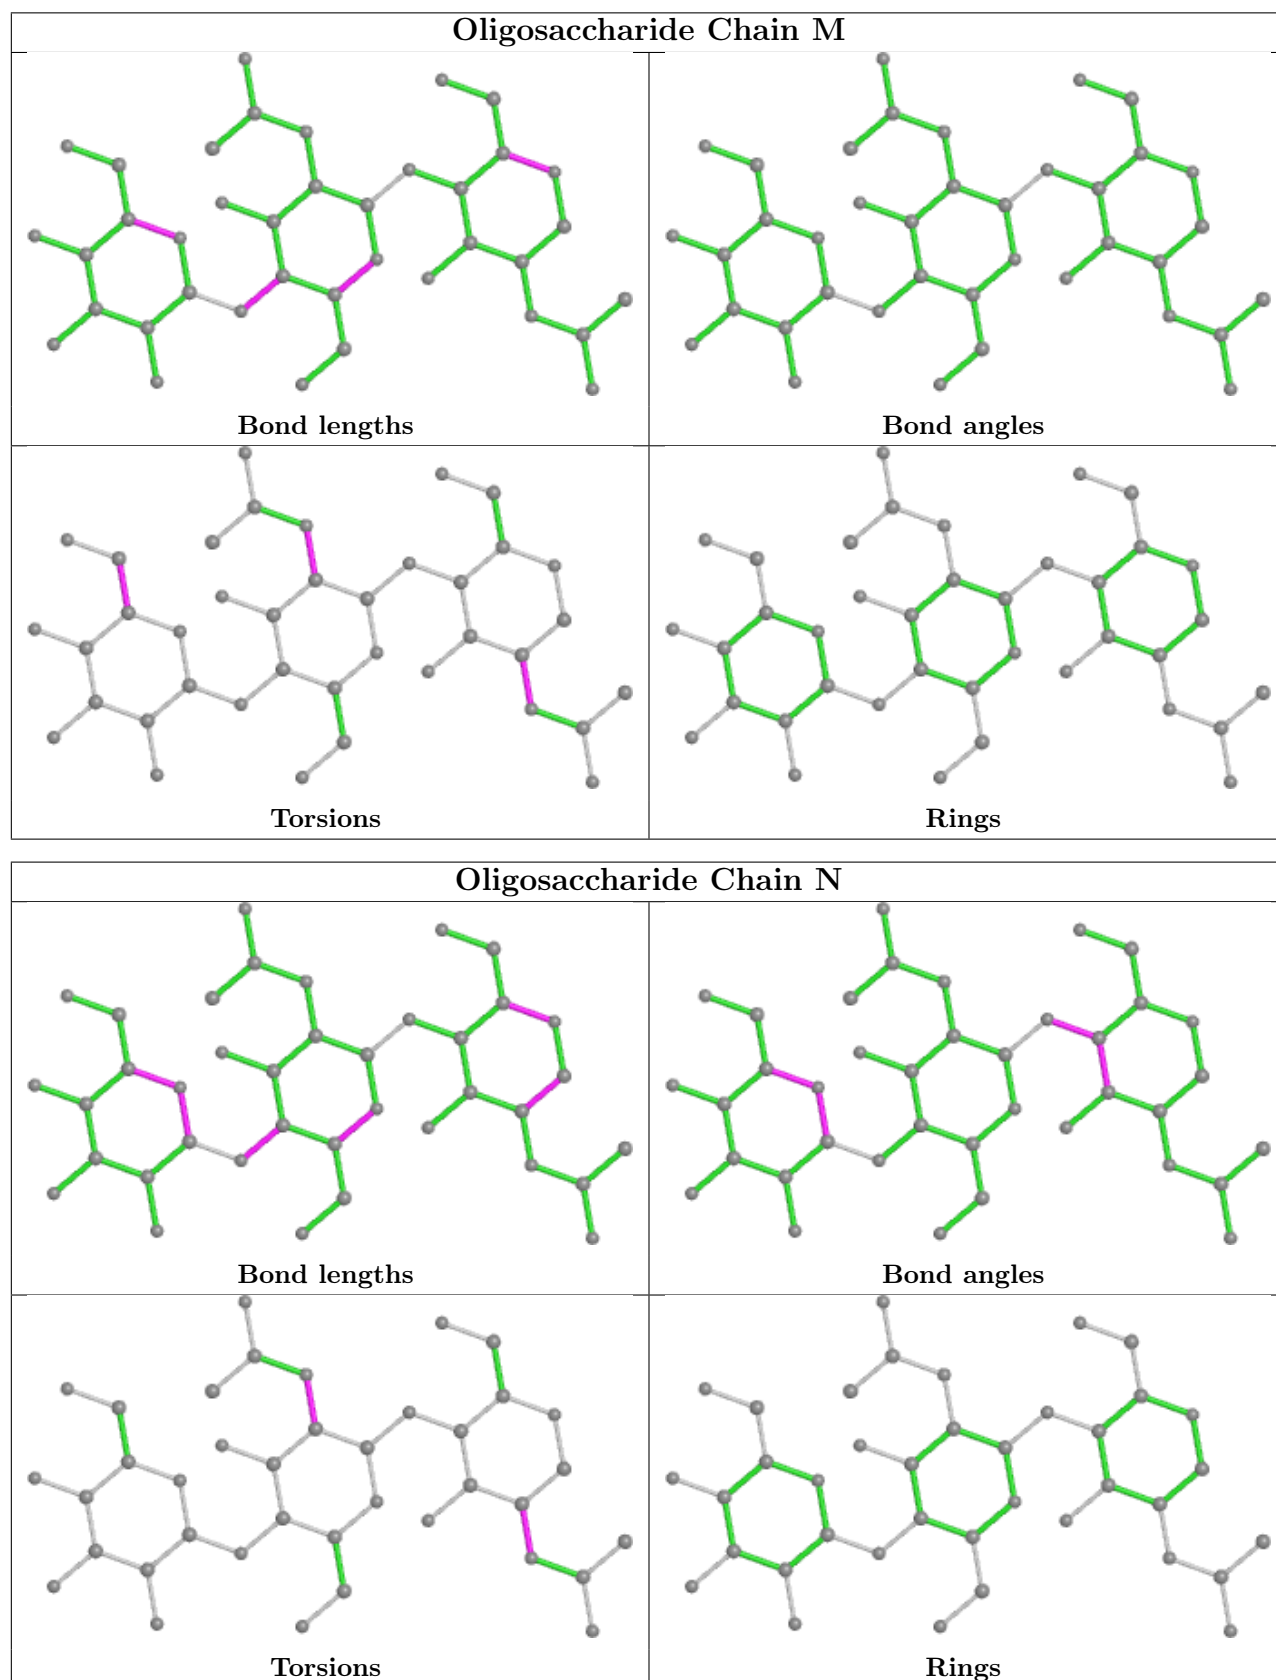 Oligosaccharide Chain M
Bond lengths
Bond angles
Torsions
Rings
Oligosaccharide Chain N
Bond lengths
Bond angles
Torsions
Rings